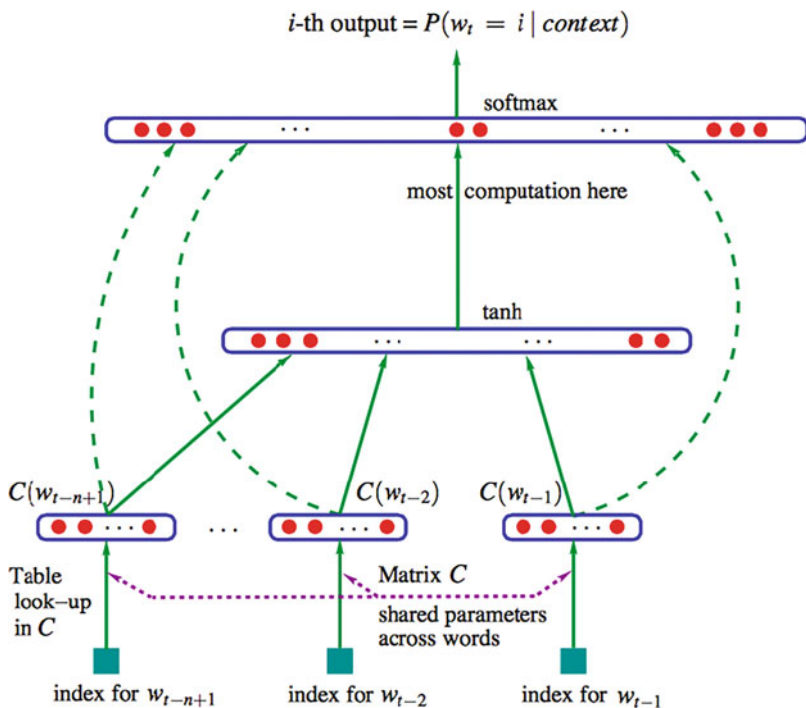 i-th output = P(w_t = i | context)
softmax
... ...
most computation here
tanh
... ...
C(w_{t−n+1}) C(w_{t−2}) C(w_{t−1})
... ... ... ...
Table
look−up
in C
Matrix C
shared parameters
across words
index for w_{t−n+1} index for w_{t−2} index for w_{t−1}